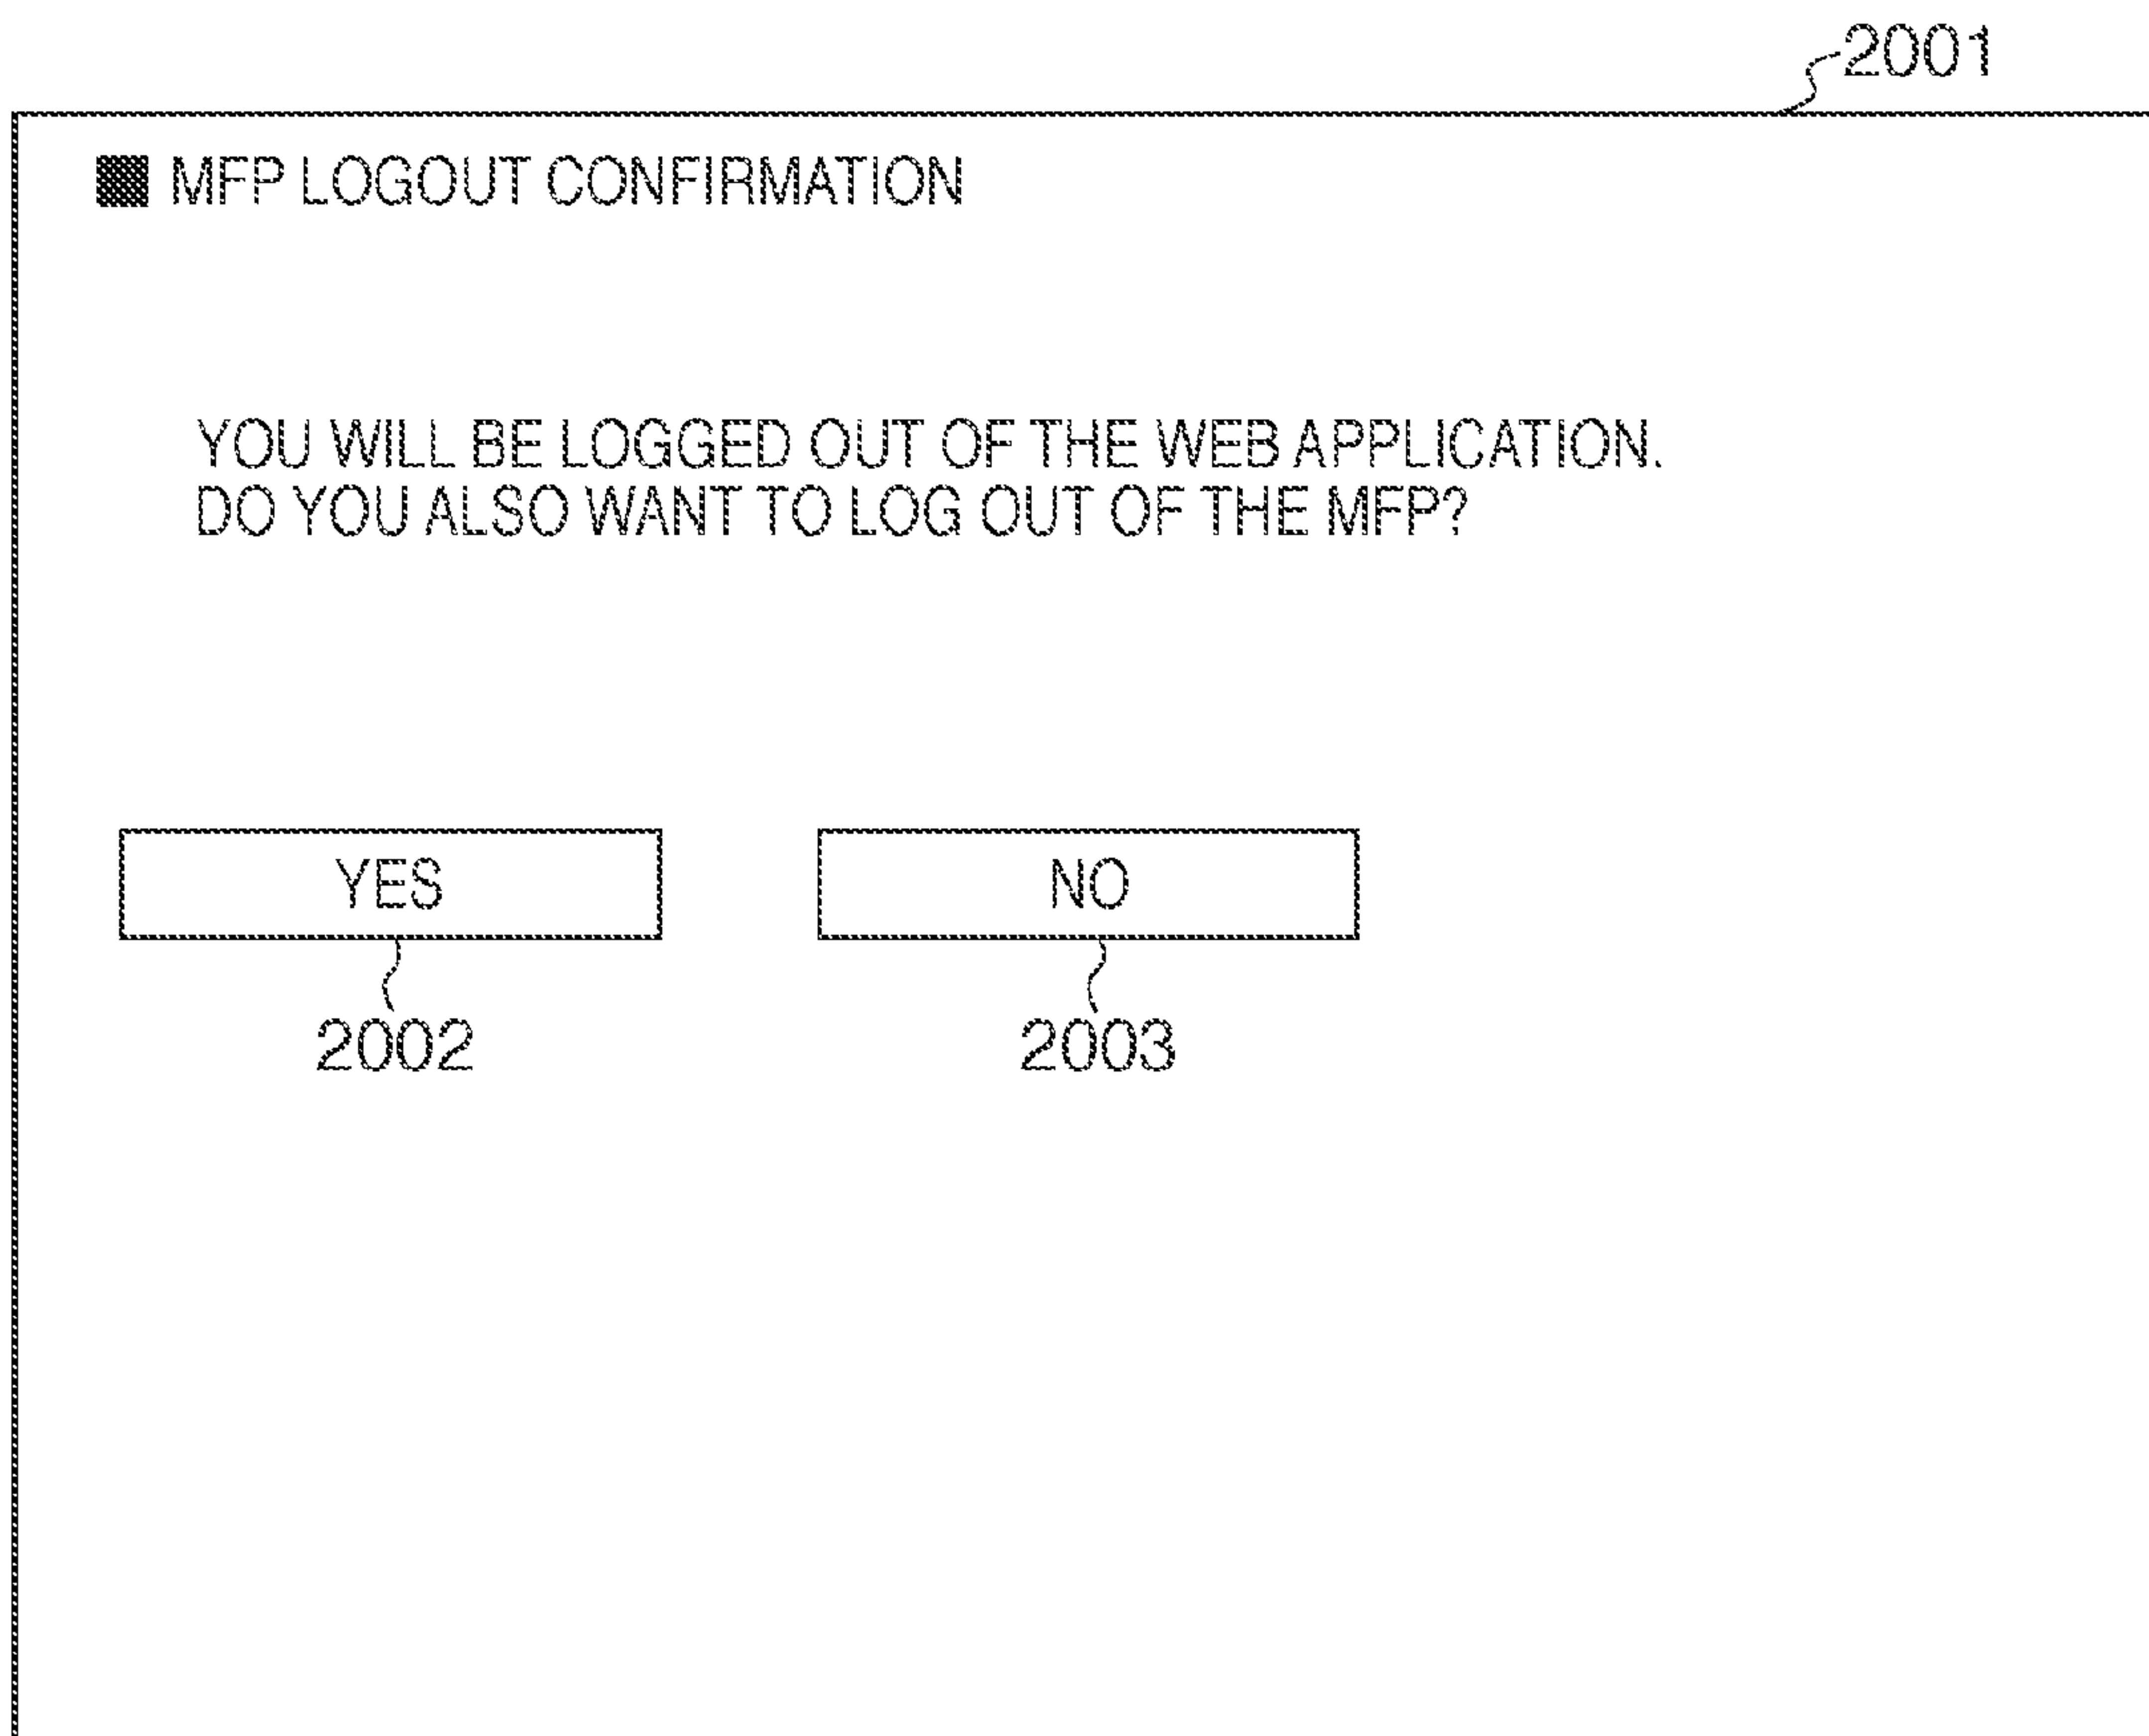 2001
MFP LOGOUT CONFIRMATION
YOU WILL BE LOGGED OUT OF THE WEB APPLICATION.
DO YOU ALSO WANT TO LOG OUT OF THE MFP?
YES NO
2002 2003